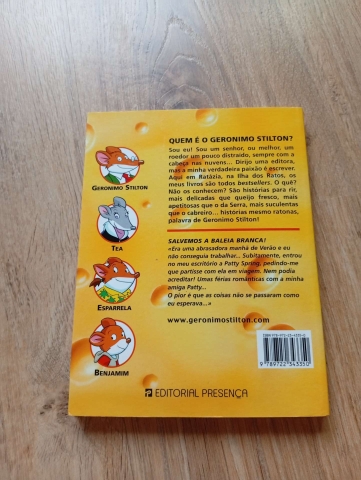 QUEM É O GERONIMO STILTON?
Sou eu! Sou um senhor, ou melhor, um
roedor um pouco distraído, sempre com a
cabeça nas nuvens... Dirijo uma editora,
mas a minha verdadeira paixão é escrever.
Aqui em Ratázia, na Ilha dos Ratos, os
meus livros são todos bestsellers. O quê?
Não os conhecem? São histórias para rir,
mais delicadas que queijo fresco, mais
apetitosas que o da Serra, mais suculentas
que o cabreiro... histórias mesmo ratonas,
palavra de Geronimo Stilton!
GERONIMO STILTON
TEA
ESPARRELA
BENJAMIM
SALVEMOS A BALEIA BRANCA!
«Era uma abrasadora manhã de Verão e eu
não conseguia trabalhar... Subitamente, entrou
no meu escritório a Patty Spring, pedindo-me
que partisse com ela em viagem. Nem podia
acreditar! Umas férias românticas com a minha
amiga Patty...
O pior é que as coisas não se passaram como
eu esperava...»
www.geronimostilton.com
9 789722 343350
EDITORIAL PRESENÇA